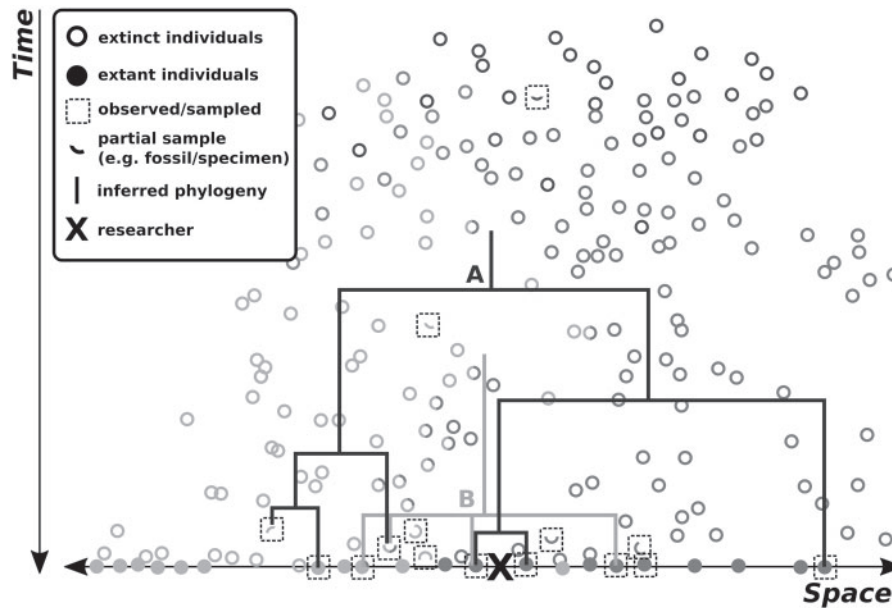 Time
extinct individuals
extant individuals
observed/sampled
partial sample
(e.g. fossil/specimen)
inferred phylogeny
X researcher
A
B
X
Space